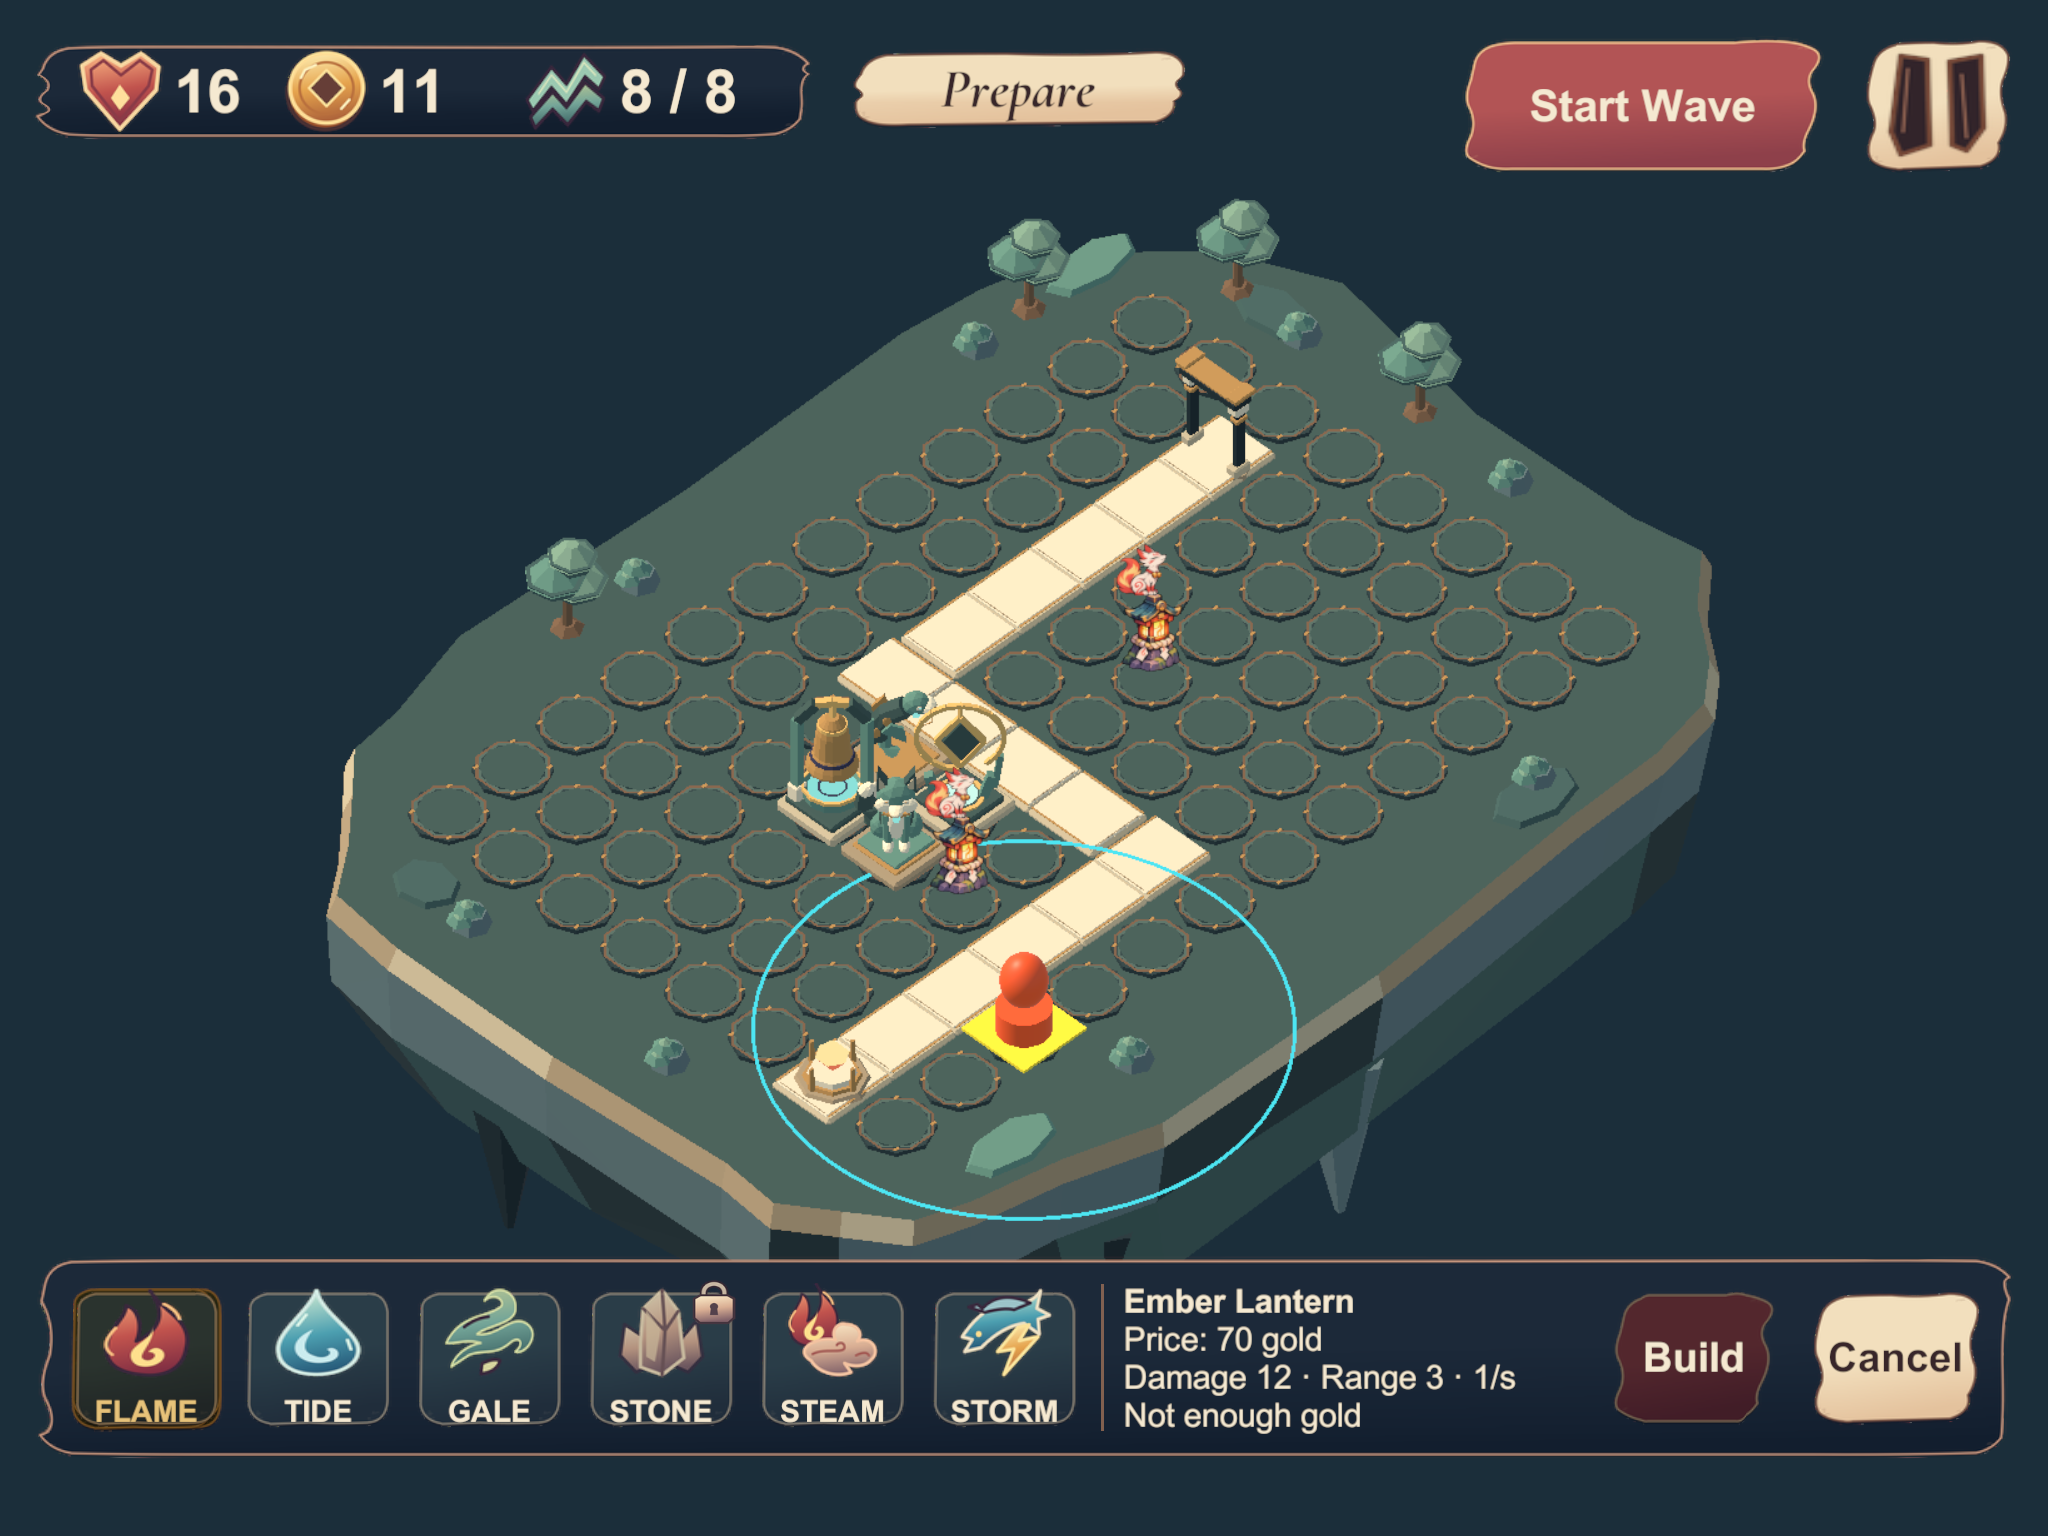 16
11
8 / 8
Prepare
Start Wave
FLAME
TIDE
GALE
STONE
STEAM
STORM
Ember Lantern
Price: 70 gold
Damage 12 · Range 3 · 1/s
Not enough gold
Build
Cancel